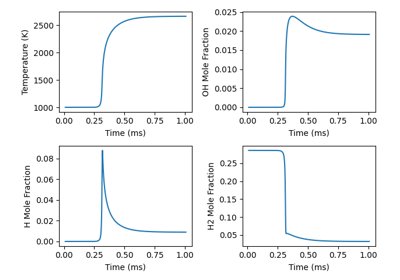 2500
2000
1500
1000
Temperature (K)
0.00 0.25 0.50 0.75 1.00
Time (ms)
0.025
0.020
0.015
0.010
0.005
0.000
OH Mole Fraction
0.00 0.25 0.50 0.75 1.00
Time (ms)
0.08
0.06
0.04
0.02
0.00
H Mole Fraction
0.00 0.25 0.50 0.75 1.00
Time (ms)
0.25
0.20
0.15
0.10
0.05
H2 Mole Fraction
0.00 0.25 0.50 0.75 1.00
Time (ms)